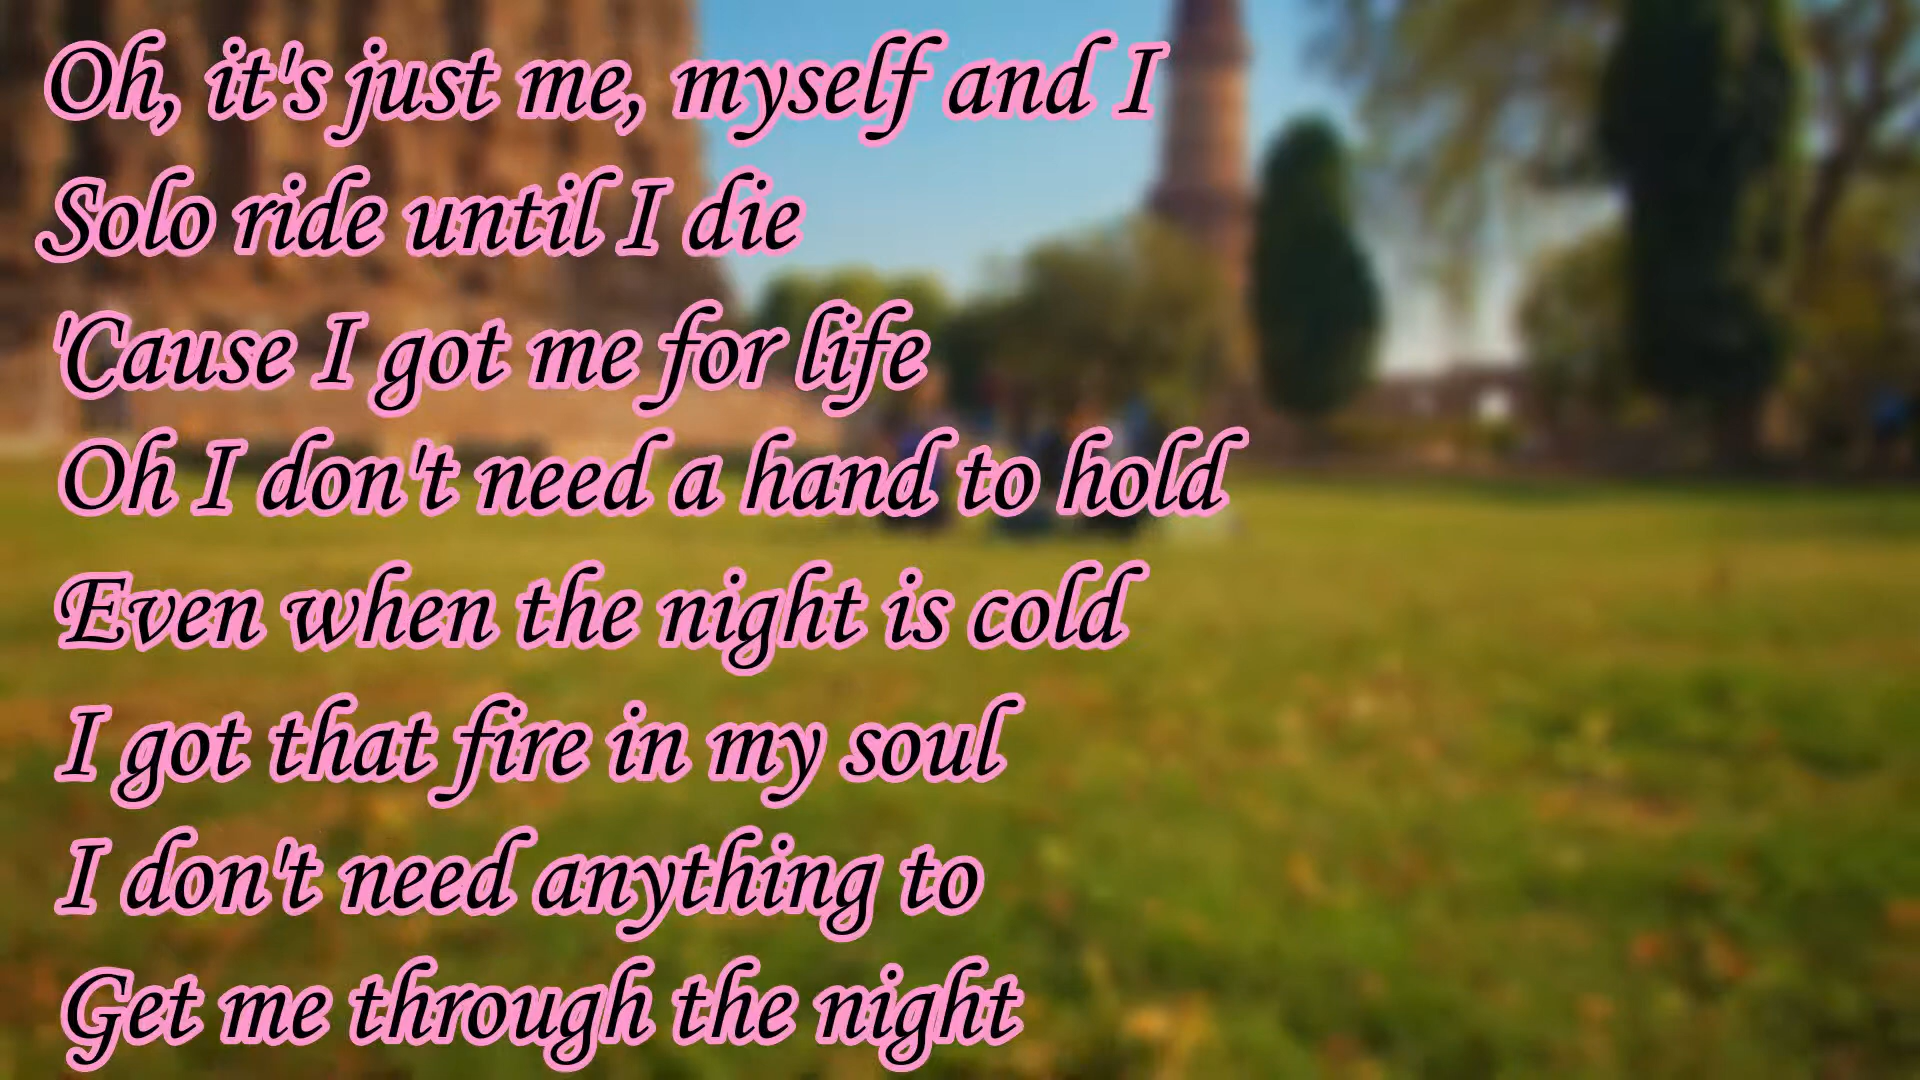 Oh, it's just me, myself and I
Solo ride until I die
'Cause I got me for life
Oh I don't need a hand to hold
Even when the night is cold
I got that fire in my soul
I don't need anything to
Get me through the night